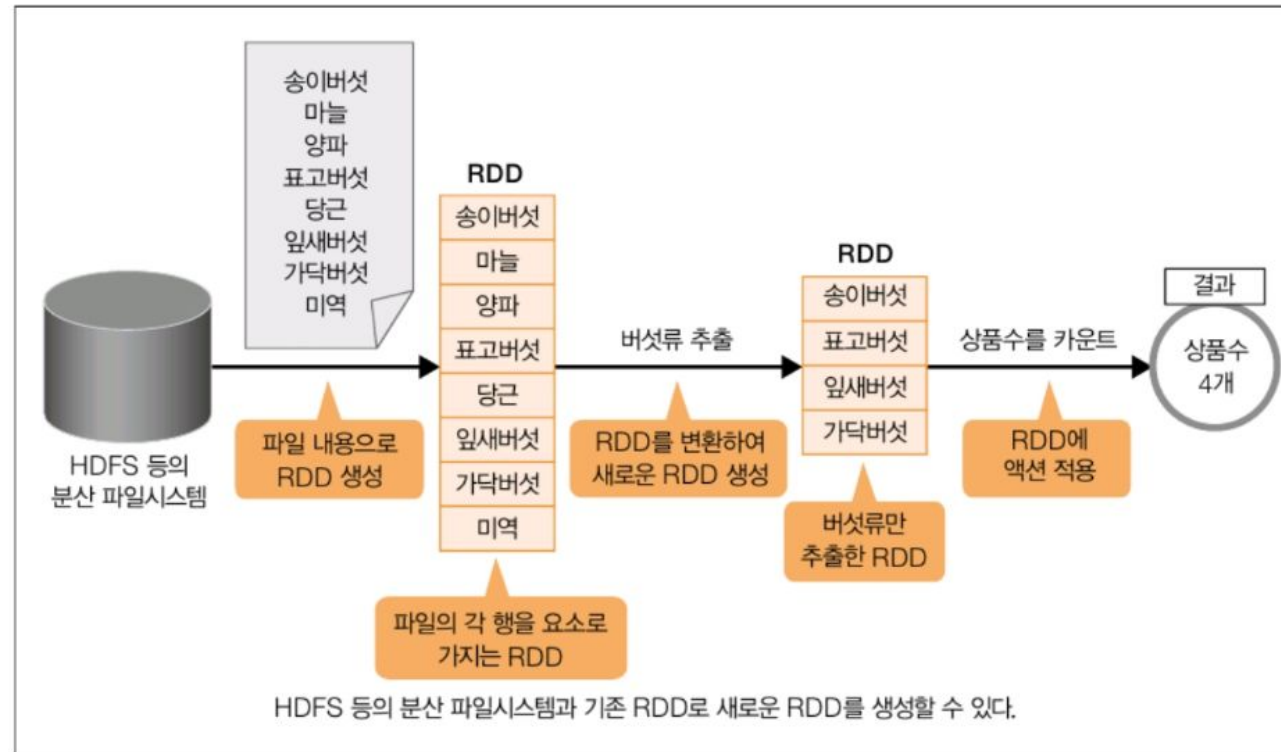 송이버섯
마늘
양파
표고버섯
당근
잎새버섯
가닥버섯
미역
HDFS 등의
분산 파일시스템
파일 내용으로
RDD 생성
RDD
송이버섯
마늘
양파
표고버섯
당근
잎새버섯
가닥버섯
미역
파일의 각 행을 요소로
가지는 RDD
버섯류 추출
RDD를 변환하여
새로운 RDD 생성
RDD
송이버섯
표고버섯
잎새버섯
가닥버섯
버섯류만
추출한 RDD
상품수를 카운트
RDD에
액션 적용
결과
상품수
4개
HDFS 등의 분산 파일시스템과 기존 RDD로 새로운 RDD를 생성할 수 있다.